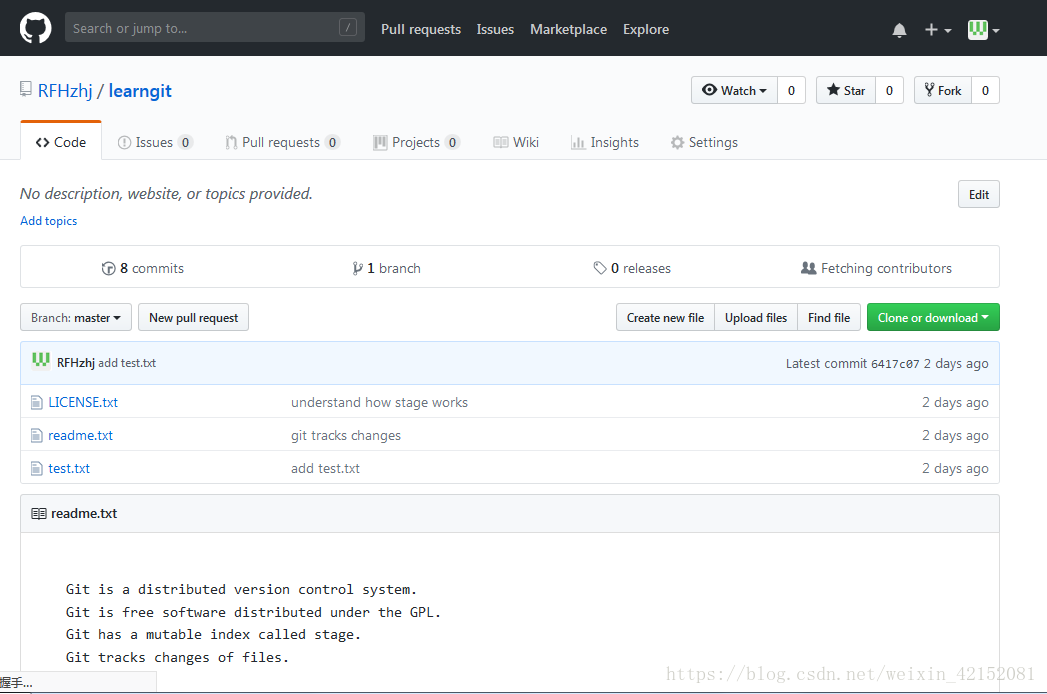 Search or jump to... / Pull requests Issues Marketplace Explore
RFHzhj / learngit Watch 0 Star 0 Fork 0
Code Issues 0 Pull requests 0 Projects 0 Wiki Insights Settings
No description, website, or topics provided. Edit
Add topics
8 commits 1 branch 0 releases Fetching contributors
Branch: master New pull request Create new file Upload files Find file Clone or download
RFHzhj add test.txt Latest commit 6417c07 2 days ago
LICENSE.txt understand how stage works 2 days ago
readme.txt git tracks changes 2 days ago
test.txt add test.txt 2 days ago
readme.txt
Git is a distributed version control system.
Git is free software distributed under the GPL.
Git has a mutable index called stage.
Git tracks changes of files.
握手...
https://blog.csdn.net/weixin_42152081